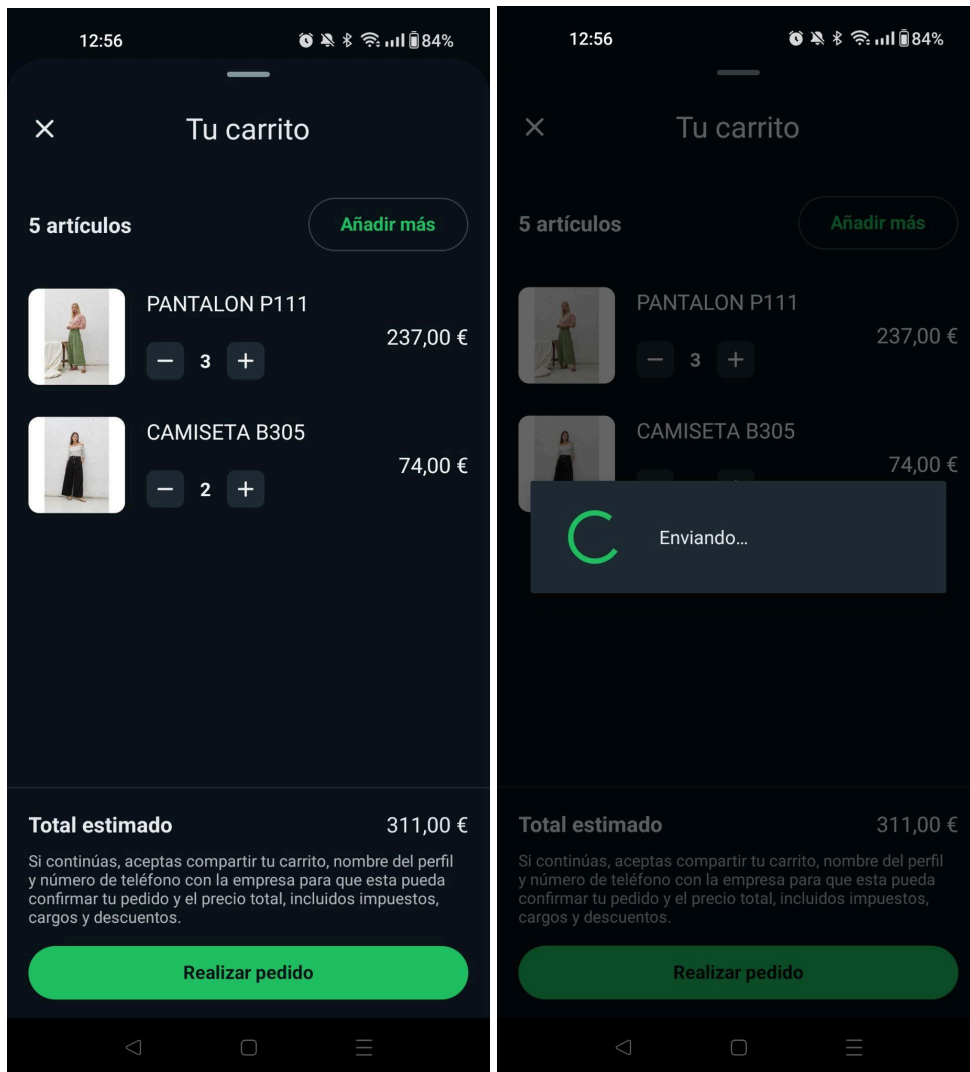 12:56
84%
Tu carrito
5 artículos
Añadir más
PANTALON P111
237,00 €
3
CAMISETA B305
74,00 €
2
Total estimado
311,00 €
Si continúas, aceptas compartir tu carrito, nombre del perfil
y número de teléfono con la empresa para que esta pueda
confirmar tu pedido y el precio total, incluidos impuestos,
cargos y descuentos.
Realizar pedido
12:56
84%
Tu carrito
5 artículos
Añadir más
PANTALON P111
237,00 €
3
CAMISETA B305
74,00 €
Enviando...
Total estimado
311,00 €
Si continúas, aceptas compartir tu carrito, nombre del perfil
y número de teléfono con la empresa para que esta pueda
confirmar tu pedido y el precio total, incluidos impuestos,
cargos y descuentos.
Realizar pedido